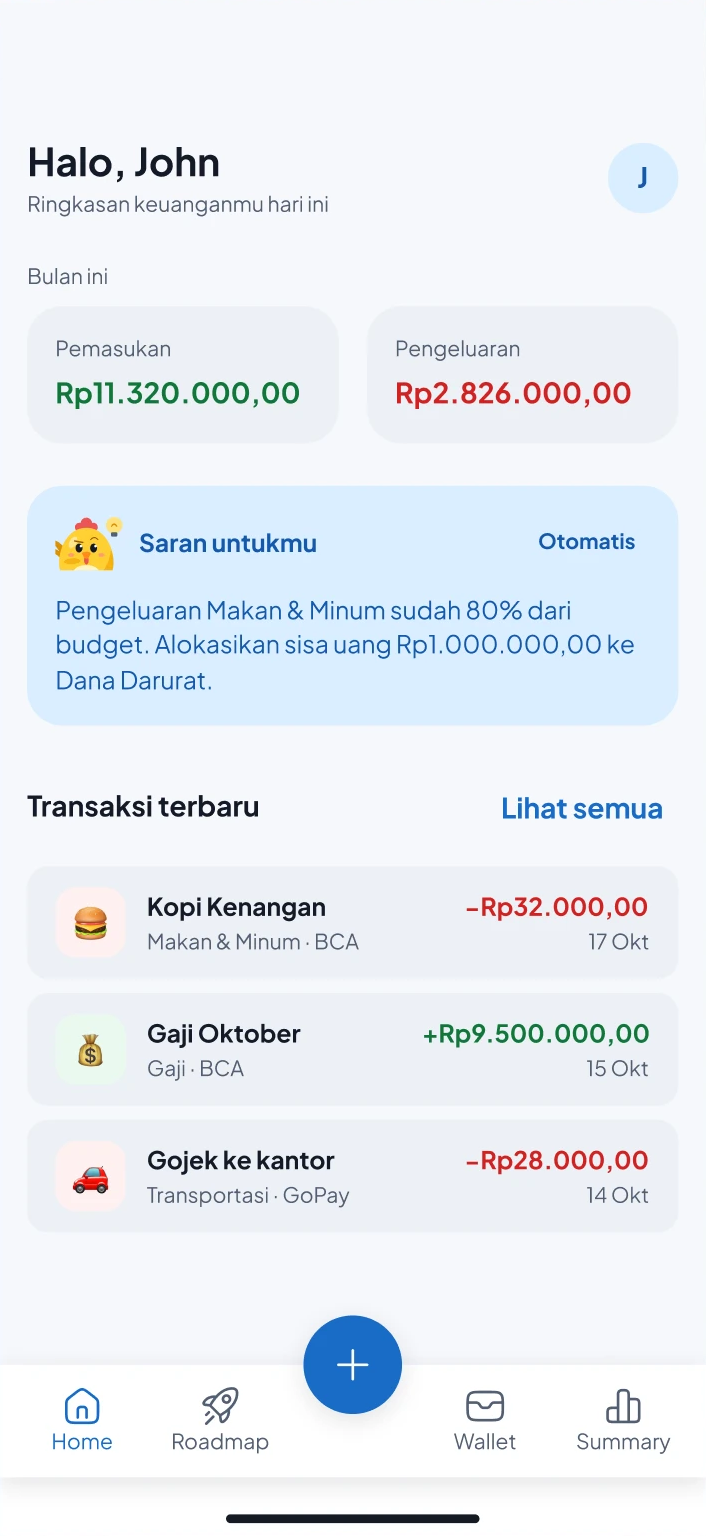 Halo, John
J
Ringkasan keuanganmu hari ini
Bulan ini
Pemasukan
Rp11.320.000,00
Pengeluaran
Rp2.826.000,00
Saran untukmu
Otomatis
Pengeluaran Makan & Minum sudah 80% dari
budget. Alokasikan sisa uang Rp1.000.000,00 ke
Dana Darurat.
Transaksi terbaru
Lihat semua
Kopi Kenangan
−Rp32.000,00
Makan & Minum · BCA
17 Okt
Gaji Oktober
+Rp9.500.000,00
Gaji · BCA
15 Okt
Gojek ke kantor
−Rp28.000,00
Transportasi · GoPay
14 Okt
Home
Roadmap
Wallet
Summary